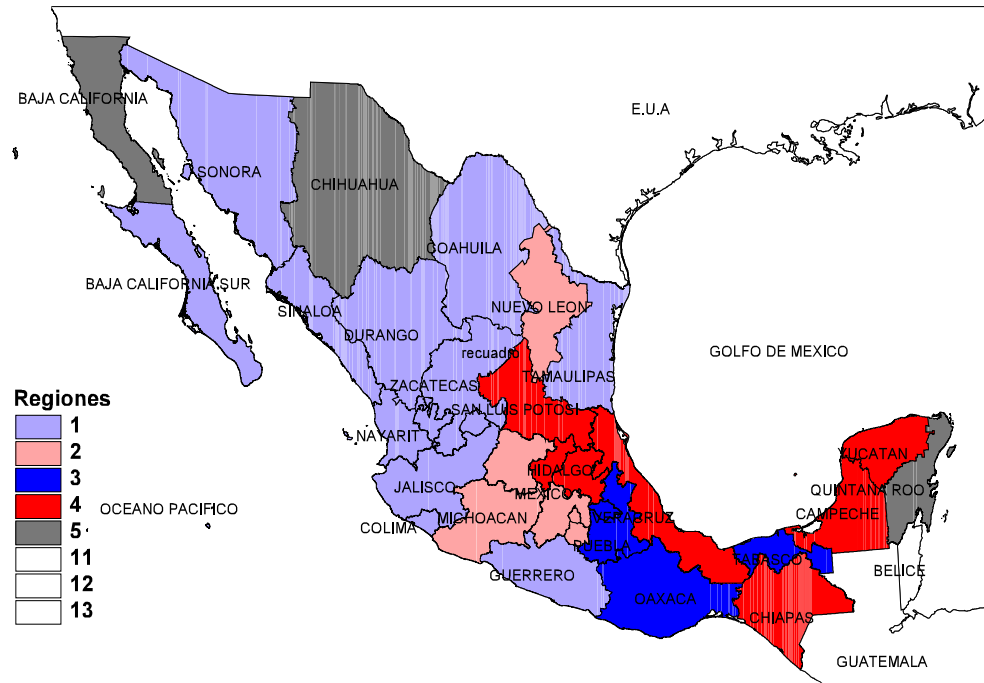 BAJA CALIFORNIA
E.U.A
SONORA
CHIHUAHUA
COAHUILA
BAJA CALIFORNIA SUR
SINALOA
NUEVO LEON
DURANGO
recuadro
GOLFO DE MEXICO
ZACATECAS
TAMAULIPAS
SAN LUIS POTOSI
NAYARIT
YUCATAN
HIDALGO
JALISCO
MEXICO
QUINTANA ROO
OCEANO PACIFICO
COLIMA
MICHOACAN
VERACRUZ
CAMPECHE
PUEBLA
TABASCO
BELICE
GUERRERO
OAXACA
CHIAPAS
GUATEMALA
Regiones
1
2
3
4
5
11
12
13